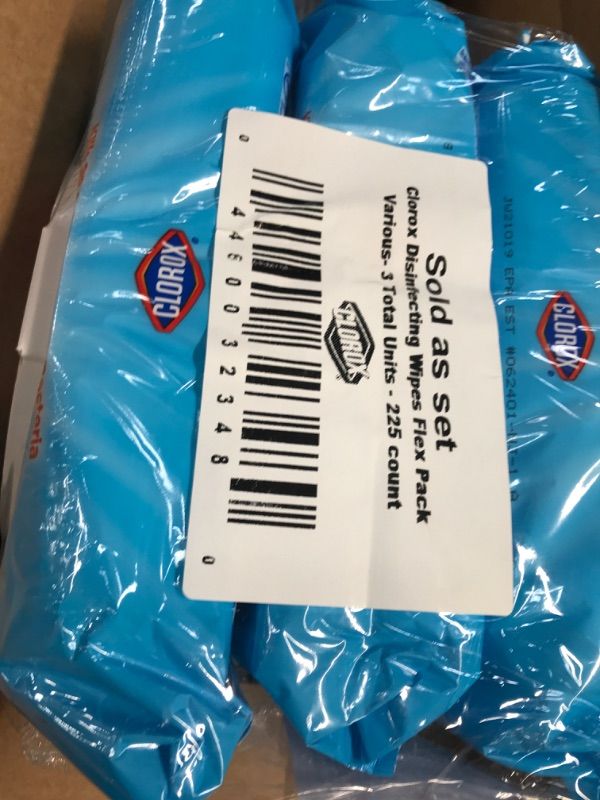 Sold as set
Clorox Disinfecting Wipes Flex Pack
Various- 3 Total Units - 225 count
CLOROX
0 44600 32348 0
CLOROX
CLOROX
Bacteria